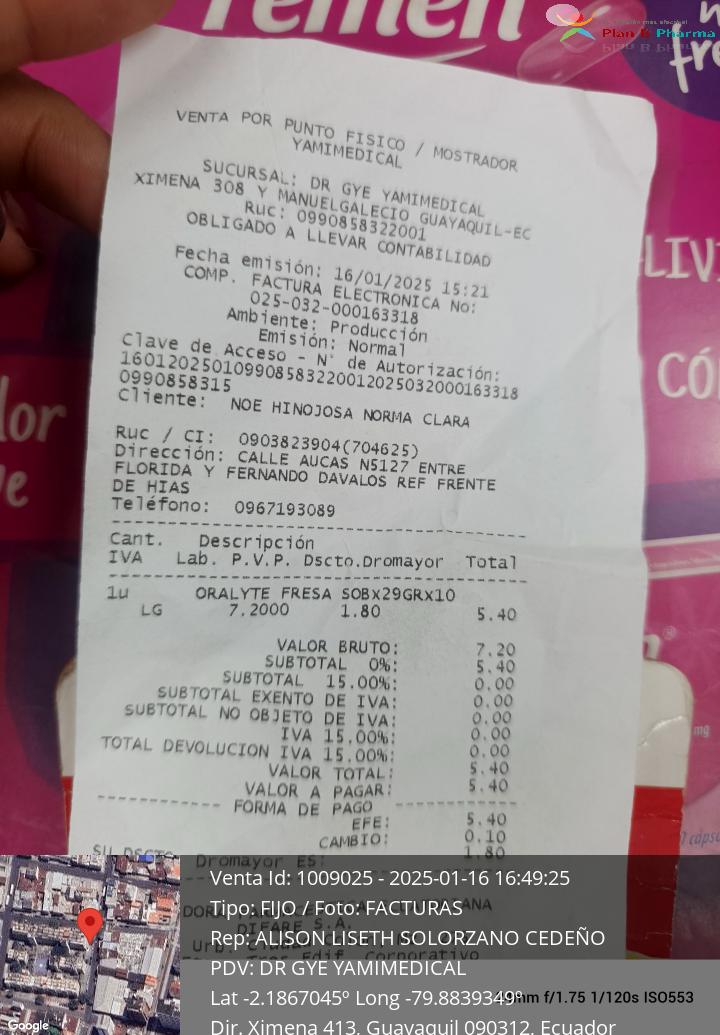 Plan B Pharma
VENTA POR PUNTO FISICO / MOSTRADOR
YAMIMEDICAL
SUCURSAL: DR GYE YAMIMEDICAL
XIMENA 308 Y MANUELGALECIO GUAYAQUIL-EC
Ruc: 0990858322001
OBLIGADO A LLEVAR CONTABILIDAD
Fecha emisión: 16/01/2025 15:21
COMP. FACTURA ELECTRONICA No:
025-032-000163318
Ambiente: Producción
Emisión: Normal
Clave de Acceso - N° de Autorización:
160120250109908583220012025032000163318
0990858315
Cliente: NOE HINOJOSA NORMA CLARA
Ruc / CI: 0903823904(704625)
Dirección: CALLE AUCAS N5127 ENTRE
FLORIDA Y FERNANDO DAVALOS REF FRENTE
DE HIAS
Teléfono: 0967193089
Cant. Descripción
IVA Lab. P.V.P. Dscto.Dromayor Total
1u ORALYTE FRESA SOBx29GRx10
LG 7.2000 1.80 5.40
VALOR BRUTO: 7.20
SUBTOTAL 0%: 5.40
SUBTOTAL 15.00%: 0.00
SUBTOTAL EXENTO DE IVA: 0.00
SUBTOTAL NO OBJETO DE IVA: 0.00
IVA 15.00%: 0.00
TOTAL DEVOLUCION IVA 15.00%: 0.00
VALOR TOTAL: 5.40
VALOR A PAGAR: 5.40
FORMA DE PAGO
EFE: 5.40
CAMBIO: 0.10
SU DSCTO Dromayor ES: 1.80
Venta Id: 1009025 - 2025-01-16 16:49:25
Tipo: FIJO / Foto: FACTURAS
Rep: ALISON LISETH SOLORZANO CEDEÑO
PDV: DR GYE YAMIMEDICAL
Lat -2.1867045º Long -79.8839349º
mm f/1.75 1/120s ISO553
Dir. Ximena 413, Guayaquil 090312, Ecuador
Google